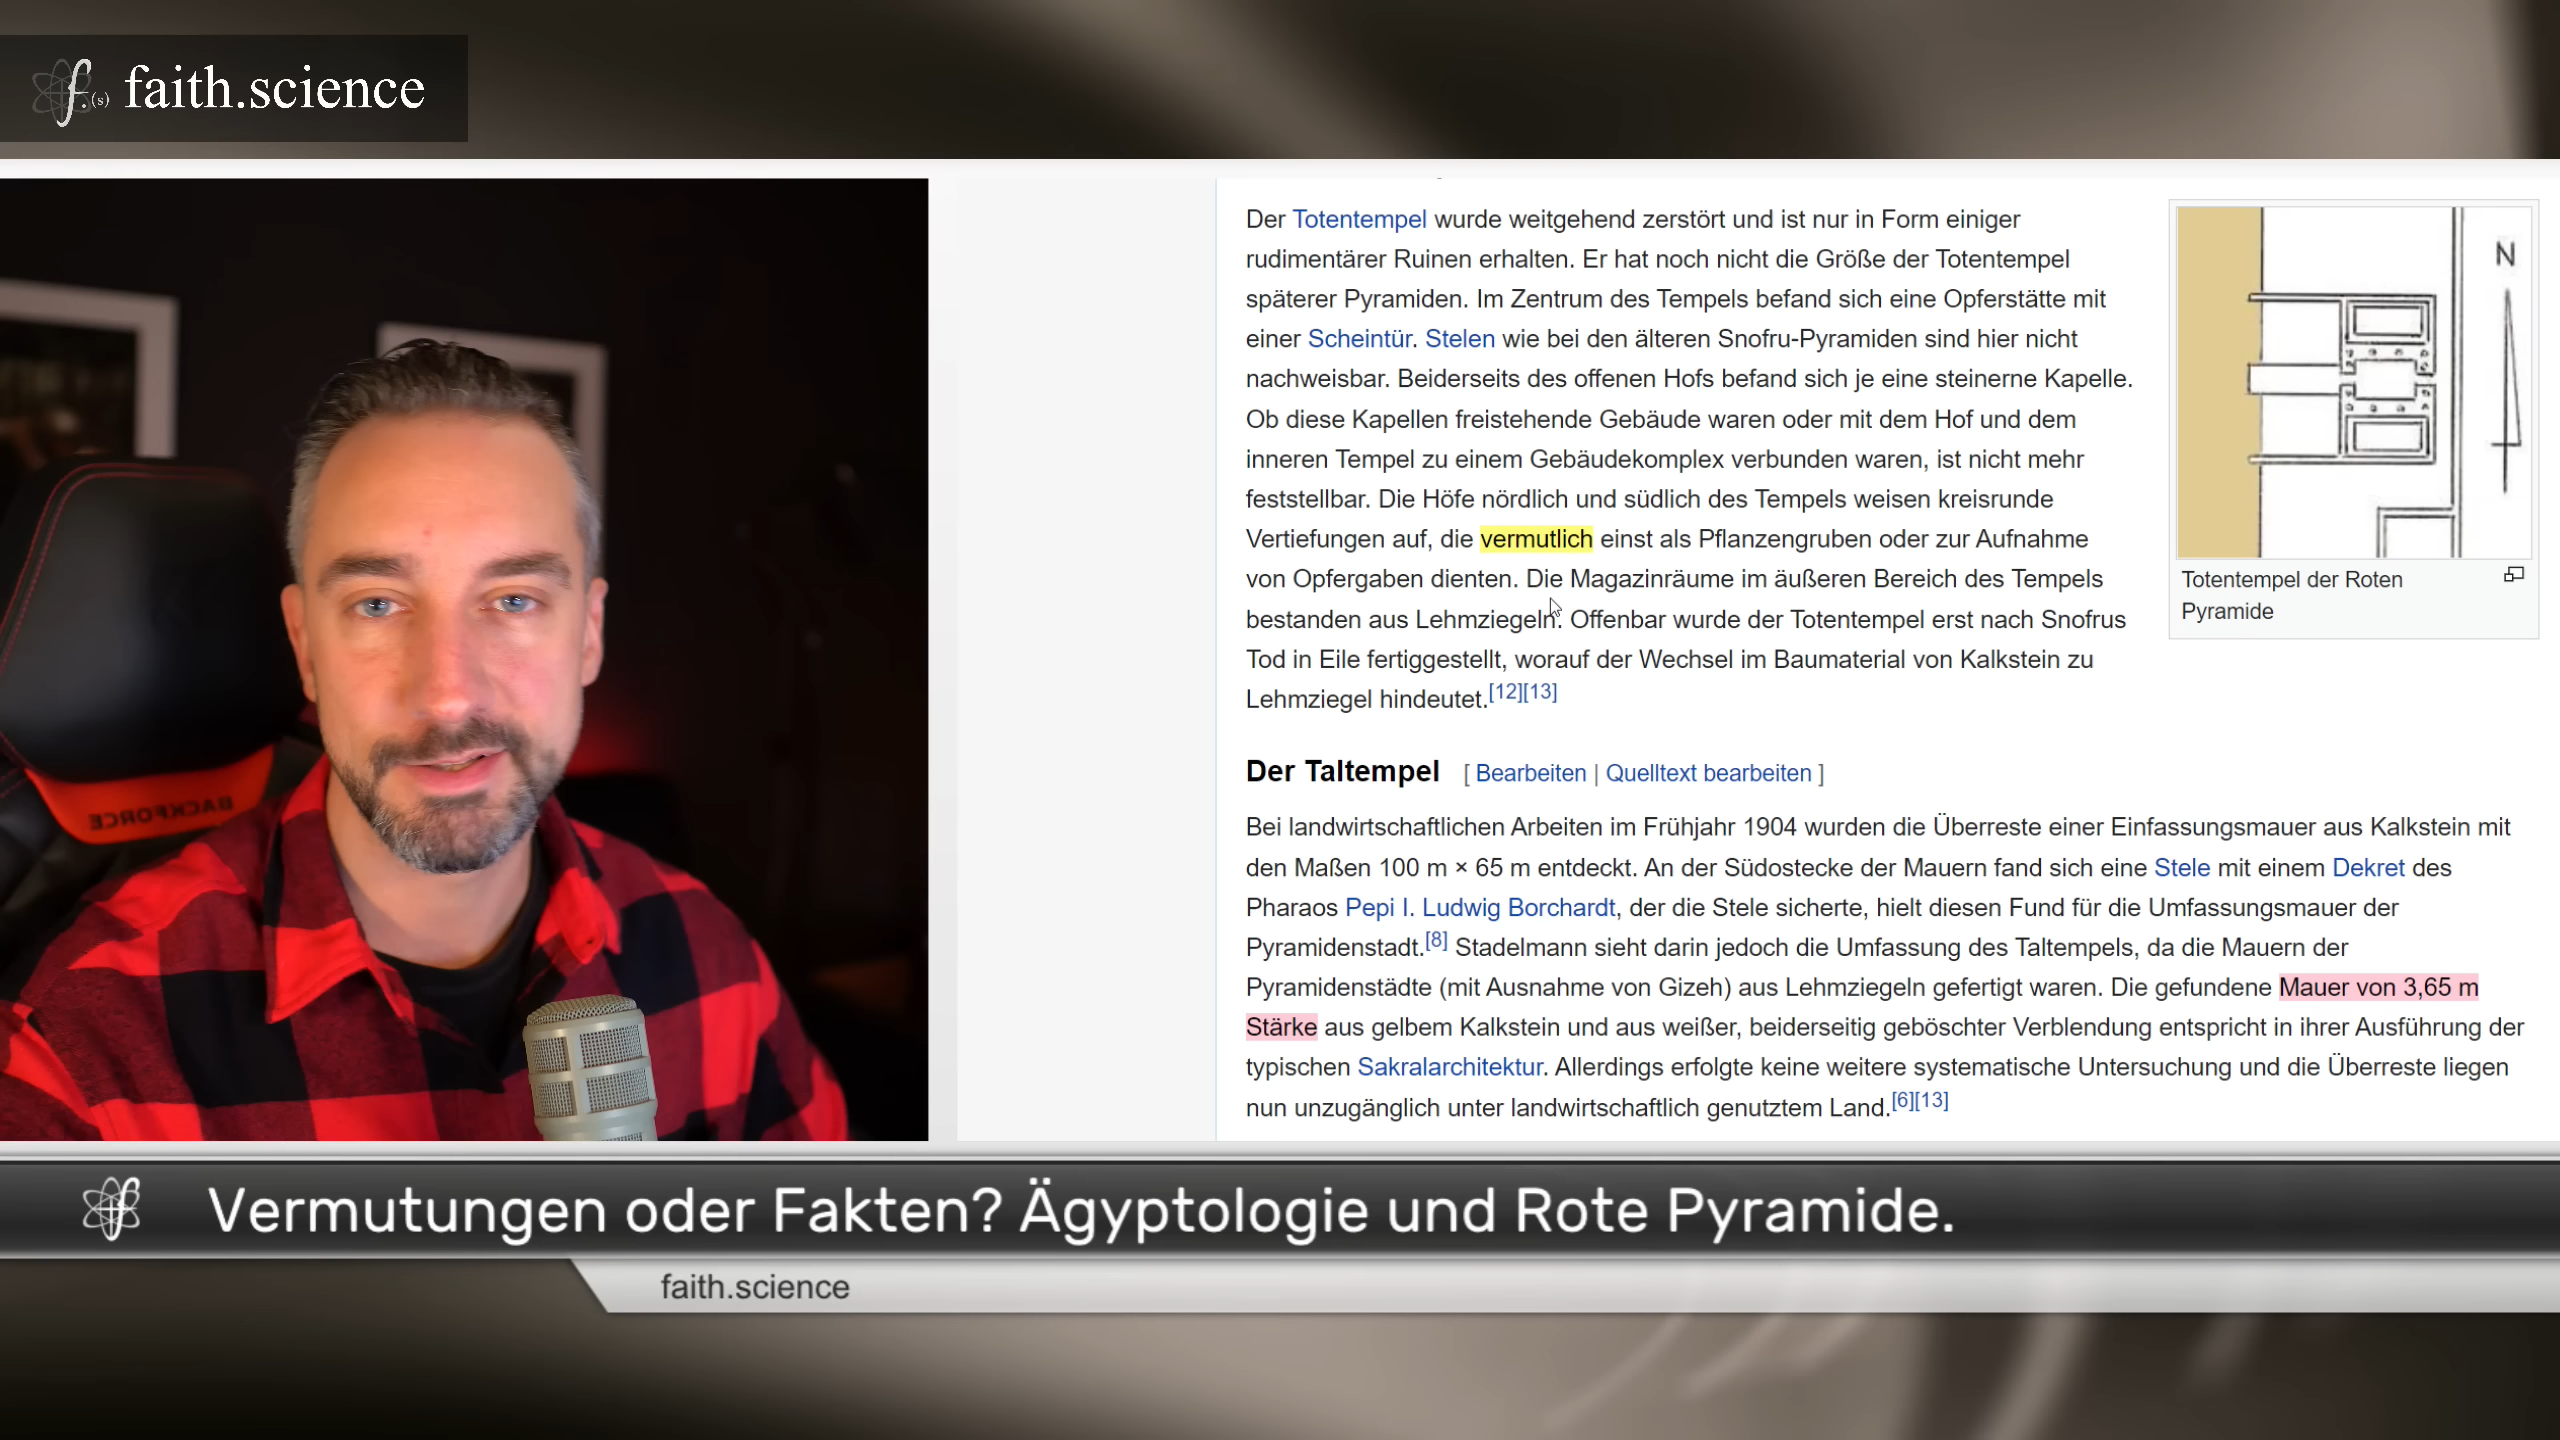 f.(s) faith.science
Der Totentempel wurde weitgehend zerstört und ist nur in Form einiger
rudimentärer Ruinen erhalten. Er hat noch nicht die Größe der Totentempel
späterer Pyramiden. Im Zentrum des Tempels befand sich eine Opferstätte mit
einer Scheintür. Stelen wie bei den älteren Snofru-Pyramiden sind hier nicht
nachweisbar. Beiderseits des offenen Hofs befand sich je eine steinerne Kapelle.
Ob diese Kapellen freistehende Gebäude waren oder mit dem Hof und dem
inneren Tempel zu einem Gebäudekomplex verbunden waren, ist nicht mehr
feststellbar. Die Höfe nördlich und südlich des Tempels weisen kreisrunde
Vertiefungen auf, die vermutlich einst als Pflanzengruben oder zur Aufnahme
von Opfergaben dienten. Die Magazinräume im äußeren Bereich des Tempels
bestanden aus Lehmziegeln. Offenbar wurde der Totentempel erst nach Snofrus
Tod in Eile fertiggestellt, worauf der Wechsel im Baumaterial von Kalkstein zu
Lehmziegel hindeutet.[12][13]
N
Totentempel der Roten
Pyramide
Der Taltempel [ Bearbeiten | Quelltext bearbeiten ]
Bei landwirtschaftlichen Arbeiten im Frühjahr 1904 wurden die Überreste einer Einfassungsmauer aus Kalkstein mit
den Maßen 100 m × 65 m entdeckt. An der Südostecke der Mauern fand sich eine Stele mit einem Dekret des
Pharaos Pepi I. Ludwig Borchardt, der die Stele sicherte, hielt diesen Fund für die Umfassungsmauer der
Pyramidenstadt.[8] Stadelmann sieht darin jedoch die Umfassung des Taltempels, da die Mauern der
Pyramidenstädte (mit Ausnahme von Gizeh) aus Lehmziegeln gefertigt waren. Die gefundene Mauer von 3,65 m
Stärke aus gelbem Kalkstein und aus weißer, beiderseitig geböschter Verblendung entspricht in ihrer Ausführung der
typischen Sakralarchitektur. Allerdings erfolgte keine weitere systematische Untersuchung und die Überreste liegen
nun unzugänglich unter landwirtschaftlich genutztem Land.[6][13]
BACKFORCE
Vermutungen oder Fakten? Ägyptologie und Rote Pyramide.
faith.science